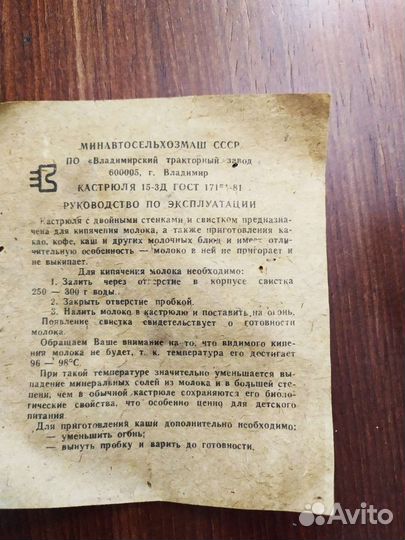 МИНАВТОСЕЛЬХОЗМАШ СССР
ПО «Владимирский тракторный завод
600005, г. Владимир
КАСТРЮЛЯ 15-3Д ГОСТ
РУКОВОДСТВО ПО ЭКСПЛУАТАЦИИ
Кастрюля с двойными стенками и свистком предназна-
чена для кипячения молока, а также приготовления ка-
као, кофе, каш и других молочных блюд и имеет отли-
чительную особенность — молоко в ней не пригорает и
не выкипает.
Для кипячения молока необходимо:
1. Залить через отверстие в корпусе свистка
250 — 300 г воды.
2. Закрыть отверстие пробкой.
3. Налить молоко в кастрюлю и поставить на огонь.
Появление свистка свидетельствует о готовности
молока.
Обращаем Ваше внимание на то, что видимого кипе-
ния молока не будет, т. к. температура его достигает
96 — 98°С.
При такой температуре значительно уменьшается вы-
падение минеральных солей из молока и в большей степе-
ни, чем в обычной кастрюле сохраняются его биоло-
гические свойства, что особенно ценно для детского
питания.
Для приготовления каши дополнительно необходимо:
— уменьшить огонь;
— вынуть пробку и варить до готовности.
Avito